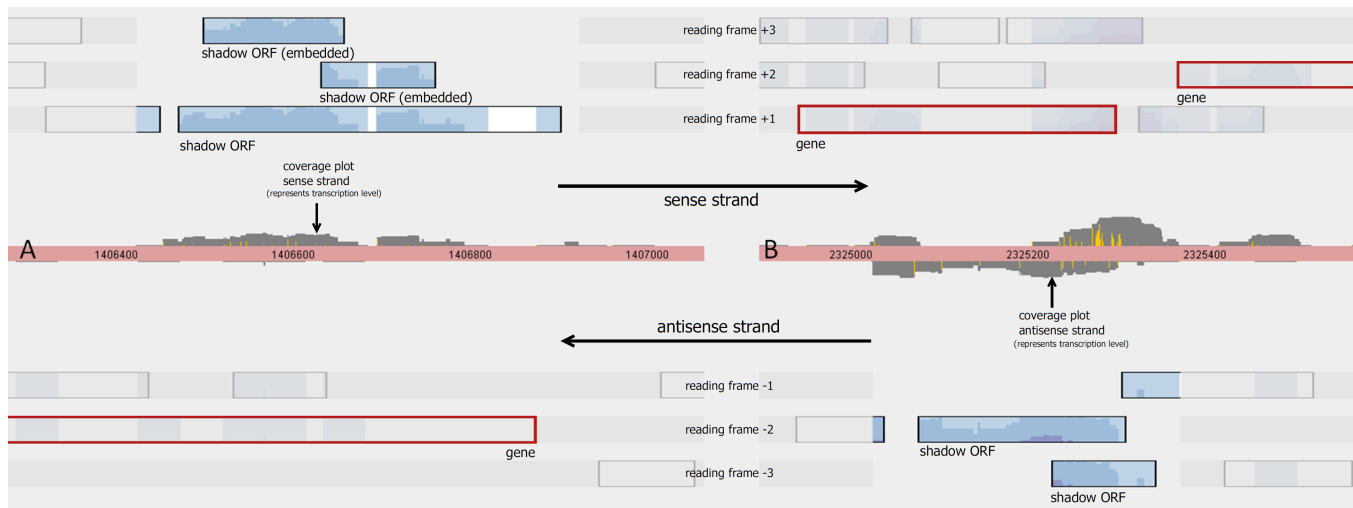 reading frame +3
shadow ORF (embedded)
reading frame +2
shadow ORF (embedded)
gene
reading frame +1
shadow ORF
gene
coverage plot
sense strand
(represents transcription level)
sense strand
A
1406400
1406600
1406800
1407000
B
2325000
2325200
2325400
antisense strand
coverage plot
antisense strand
(represents transcription level)
reading frame -1
reading frame -2
gene
shadow ORF
reading frame -3
shadow ORF